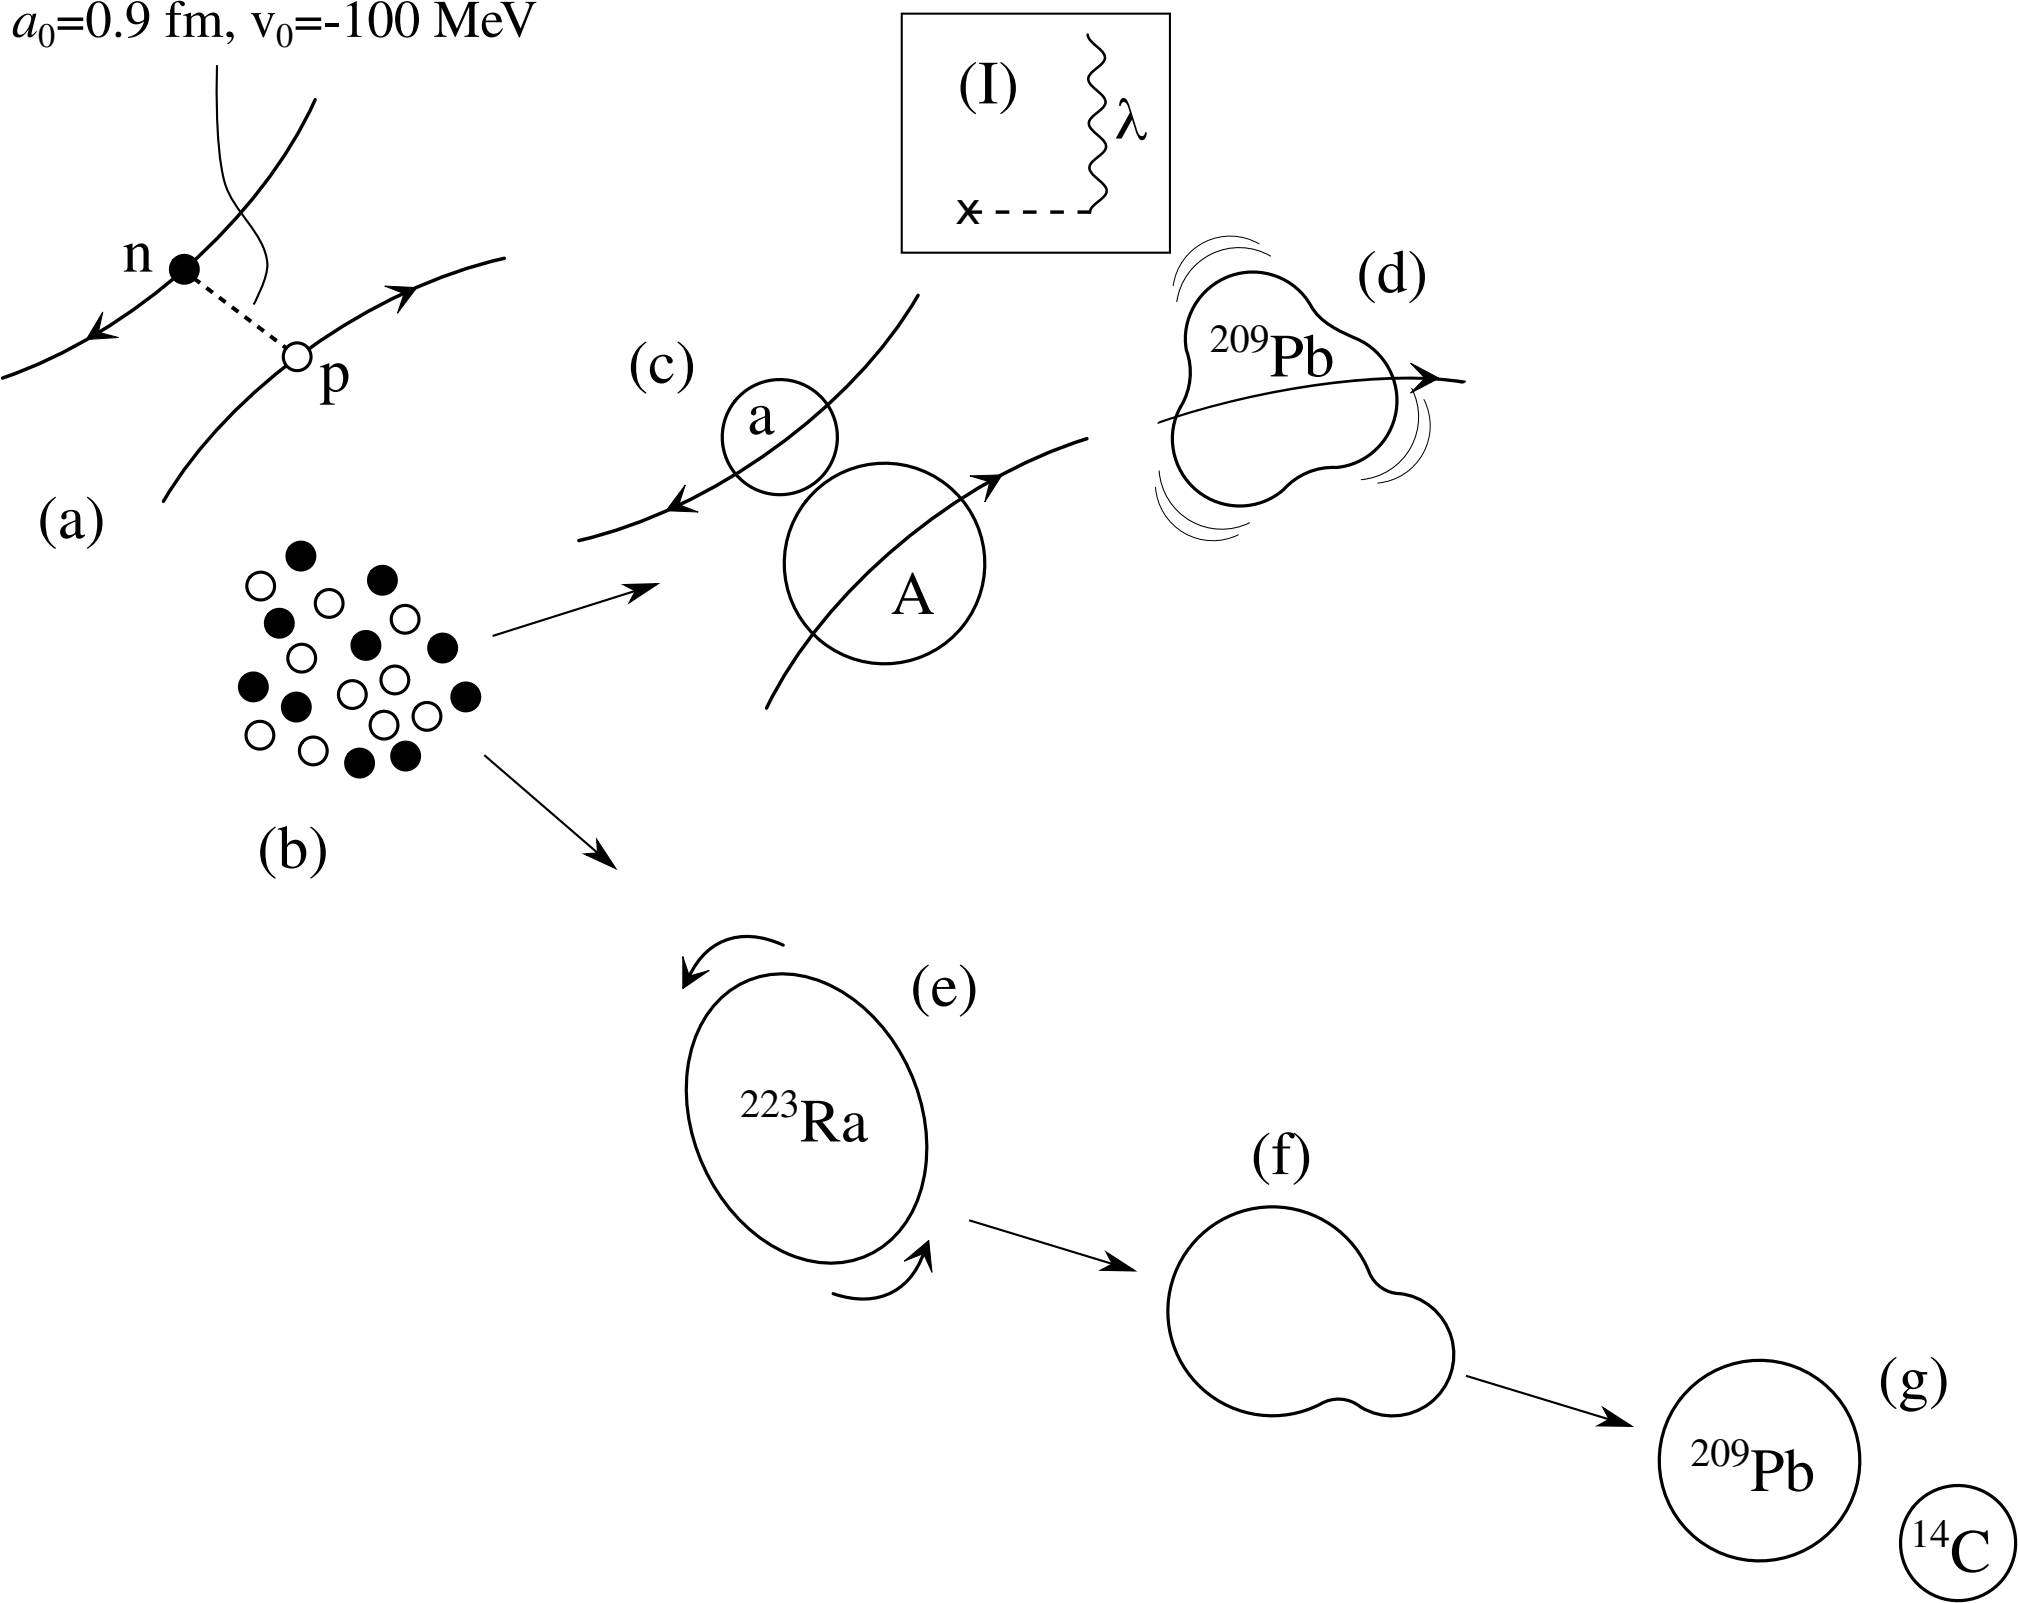 a₀=0.9 fm, v₀=-100 MeV
(I)
λ
x
n
p
(a)
(c)
a
A
(d)
²⁰⁹Pb
(b)
(e)
²²³Ra
(f)
(g)
²⁰⁹Pb
¹⁴C